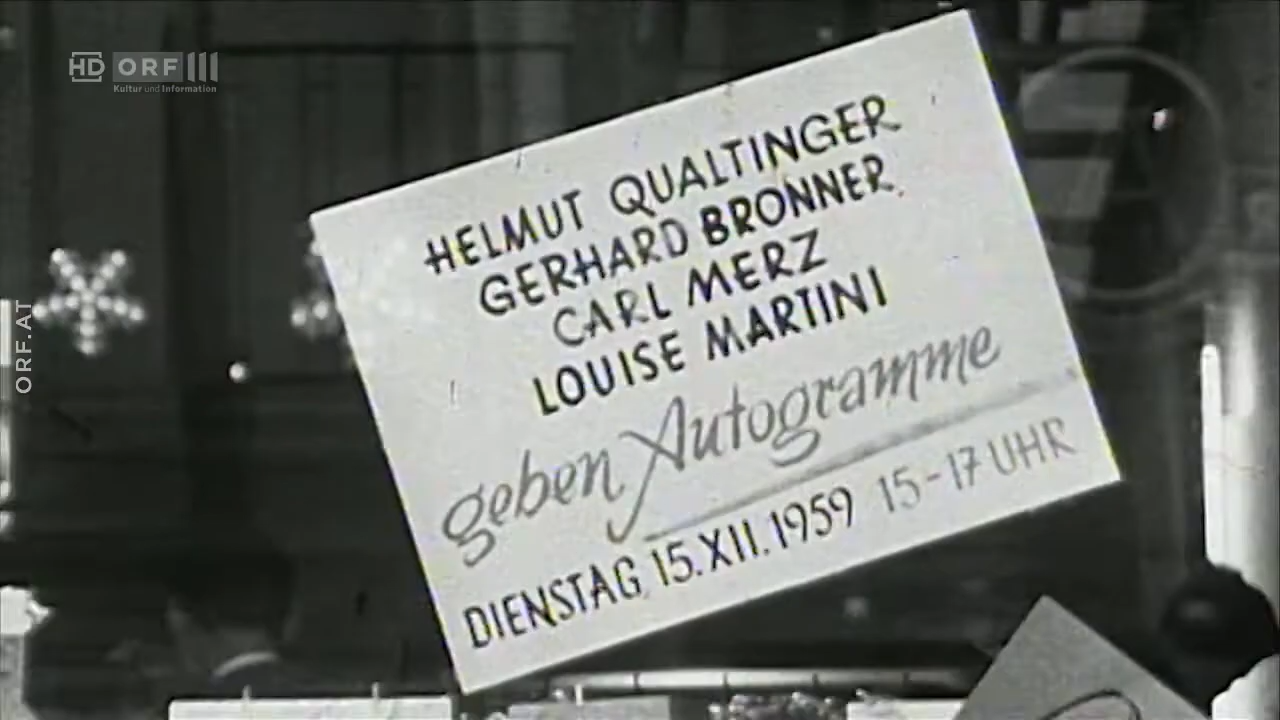 HD ORF III
Kultur und Information
ORF.AT
HELMUT QUALTINGER
GERHARD BRONNER
CARL MERZ
LOUISE MARTINI
geben Autogramme
DIENSTAG, 15.XII.1959 15-17 UHR